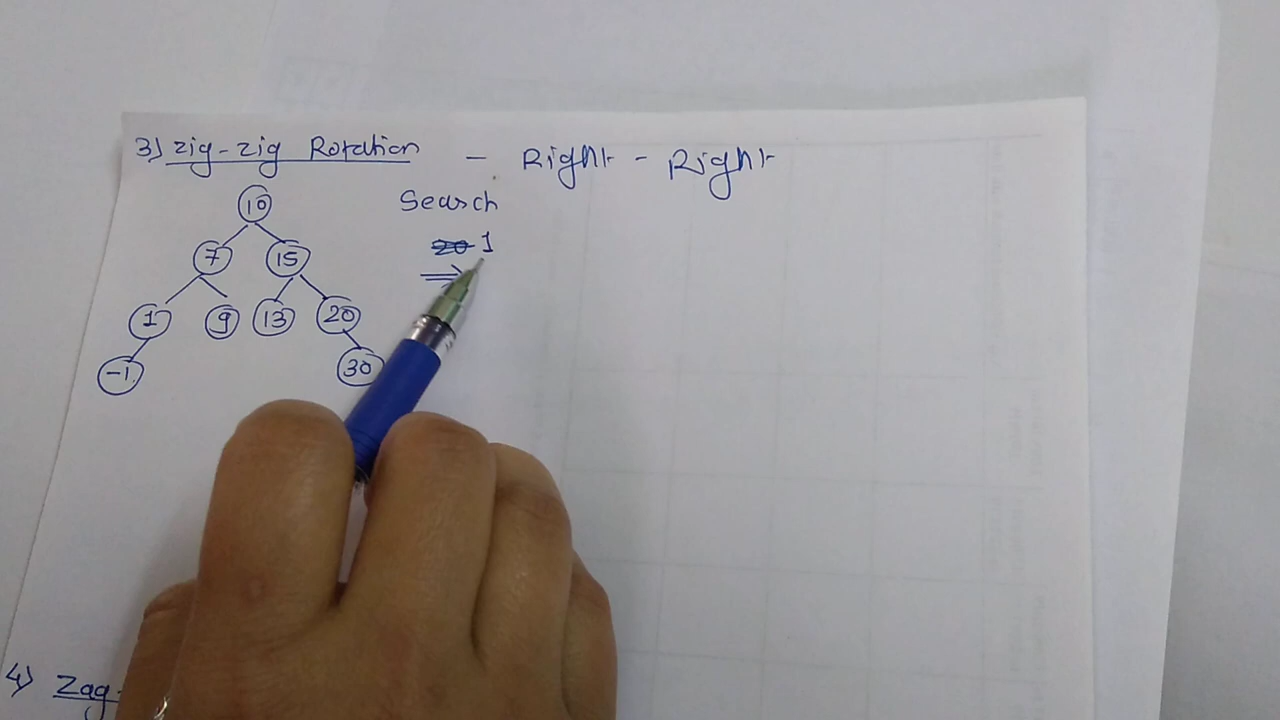 3) Zig-Zig Rotation - Right - Right
Search
10
20 1
7 15
1 9 13 20
-1 30
4) Zag-